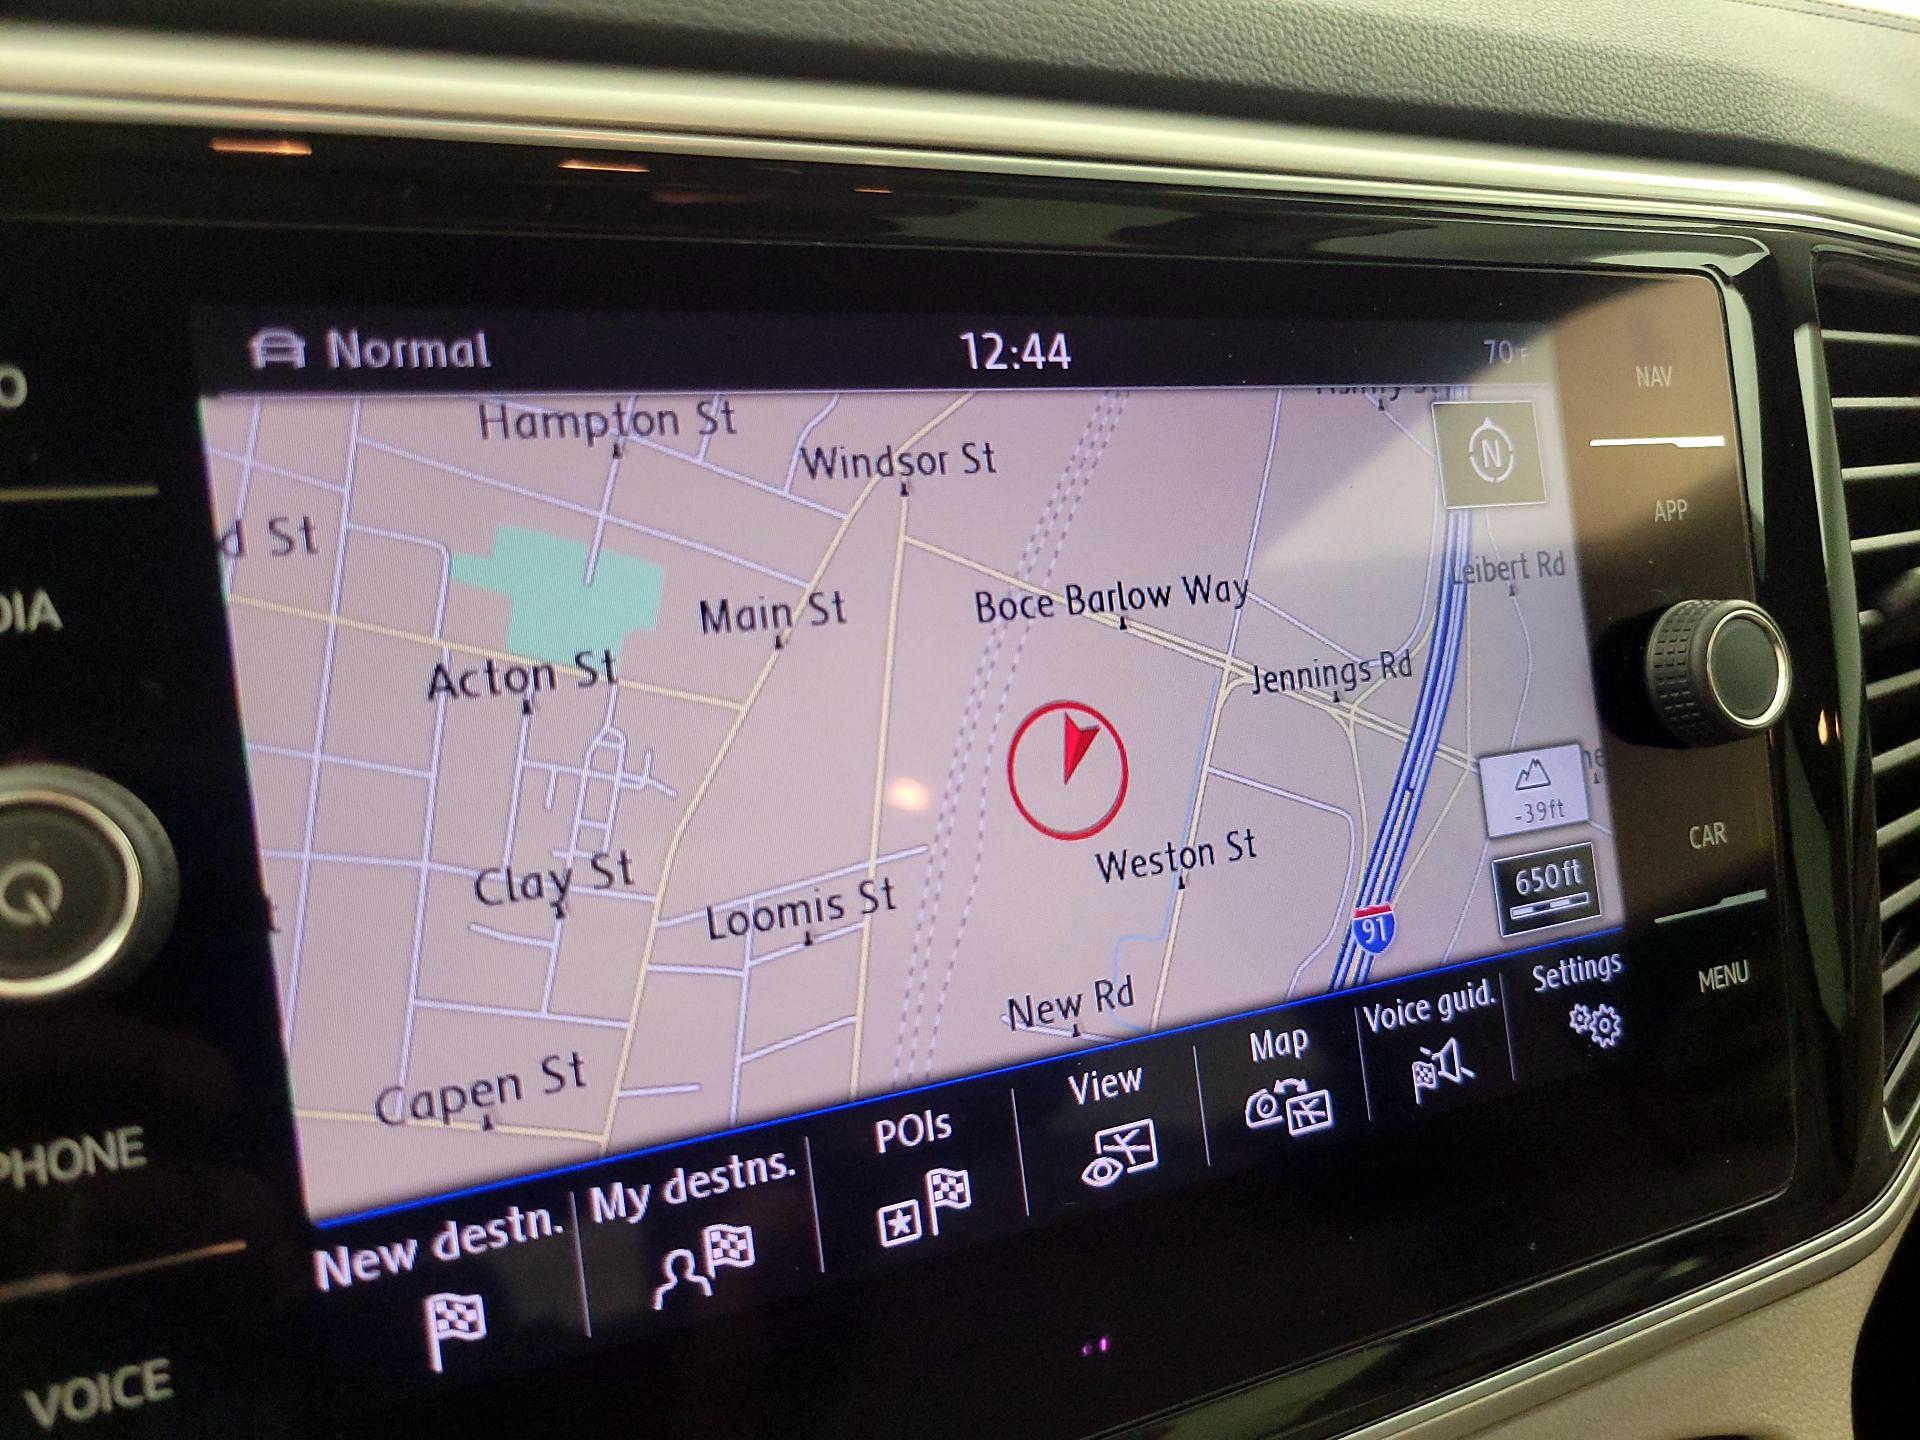 Normal
12:44
70°F
NAV
Hampton St
N
Windsor St
APP
d St
Leibert Rd
Boce Barlow Way
Main St
DIA
Jennings Rd
Acton St
-39ft
CAR
Weston St
650ft
Clay St
Loomis St
91
Settings
MENU
New Rd
Voice guid.
Map
View
Capen St
POIs
PHONE
My destns.
New destn.
VOICE